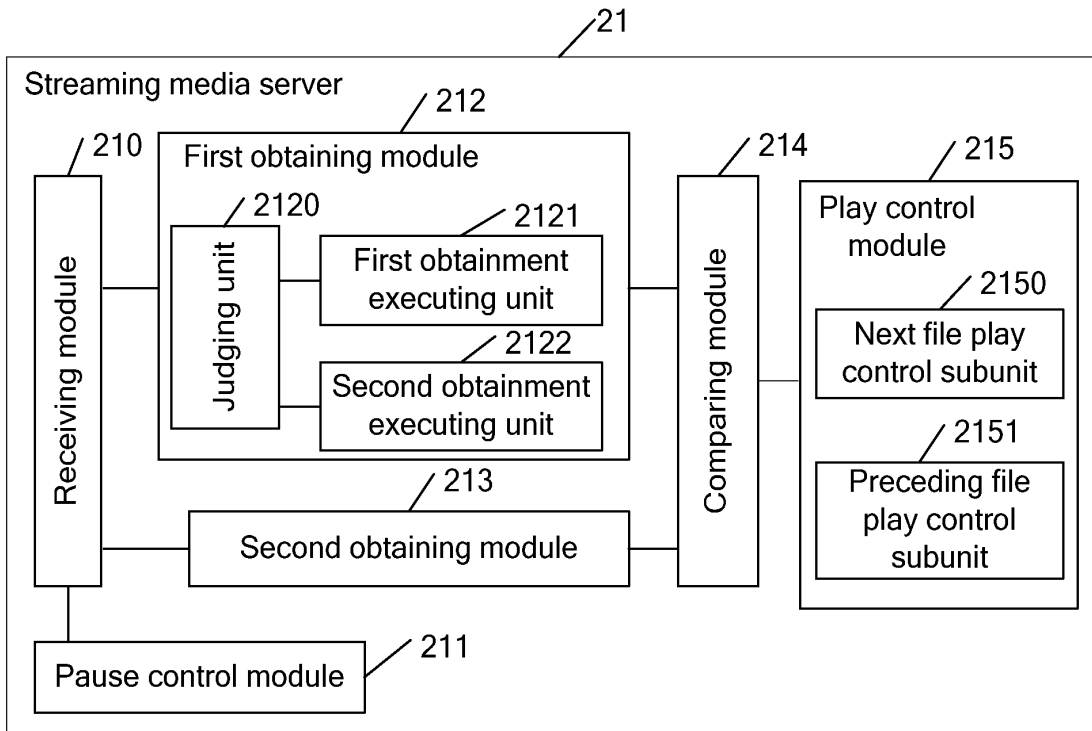 21
Streaming media server
212
210
First obtaining module
214
215
2120
2121
Play control
module
Receiving module
Judging unit
First obtainment
executing unit
Comparing module
2150
Next file play
control subunit
2122
Second obtainment
executing unit
2151
Preceding file
play control
subunit
213
Second obtaining module
211
Pause control module